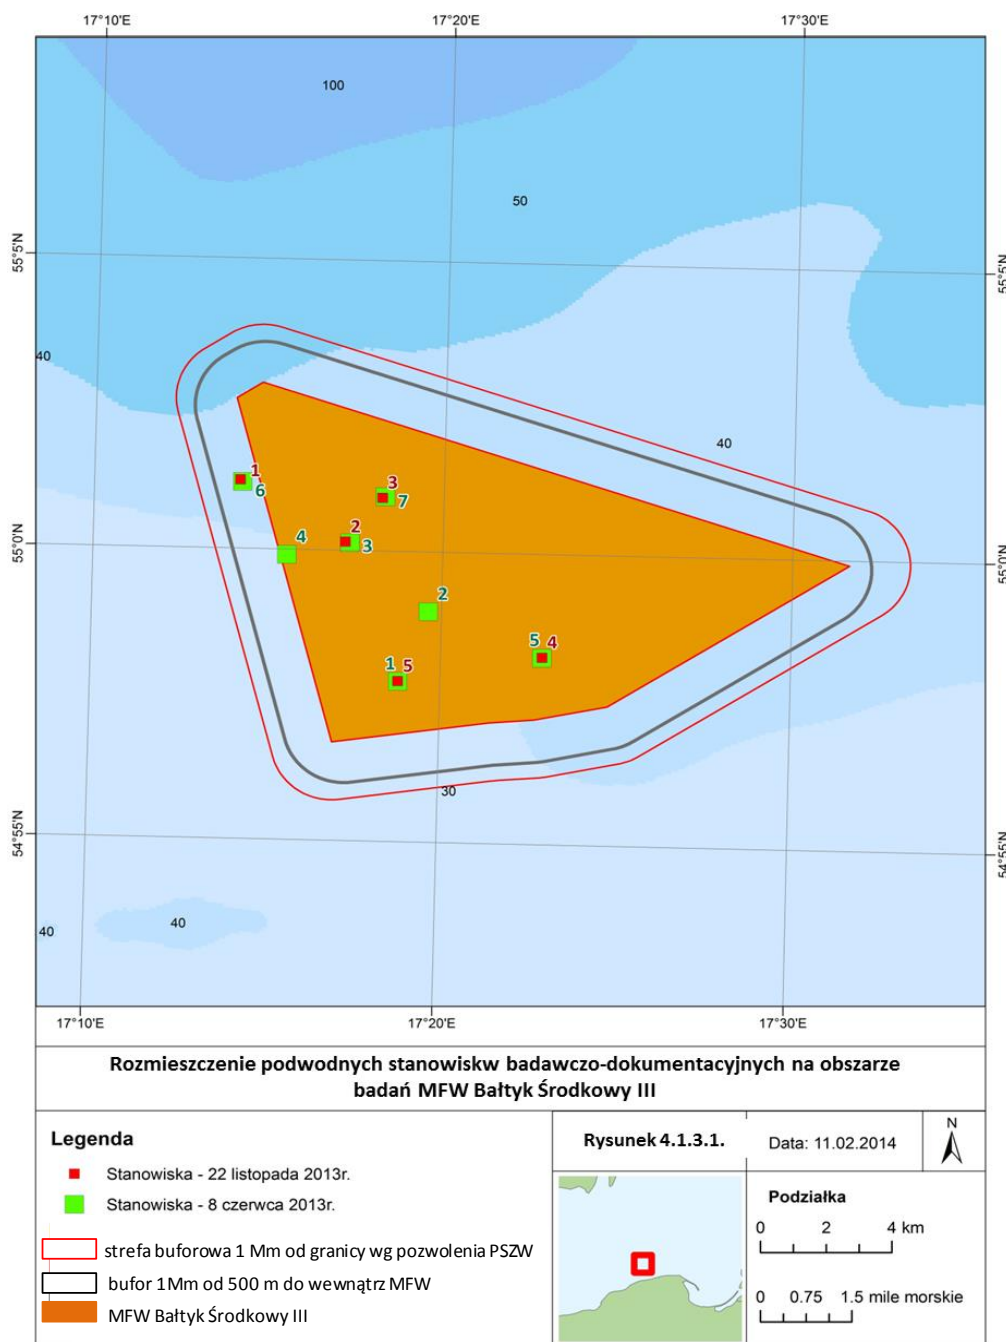 17°10'E 17°20'E 17°30'E
100
50
55°5'N 55°5'N
40
40
1 3
6 7
2
4 3
55°0'N 55°0'N
2
5 4
1 5
30
54°55'N 54°55'N
40
40
17°10'E 17°20'E 17°30'E
Rozmieszczenie podwodnych stanowiskw badawczo-dokumentacyjnych na obszarze
badań MFW Bałtyk Środkowy III
Legenda
Stanowiska - 22 listopada 2013r.
Stanowiska - 8 czerwca 2013r.
strefa buforowa 1 Mm od granicy wg pozwolenia PSZW
bufor 1Mm od 500 m do wewnątrz MFW
MFW Bałtyk Środkowy III
Rysunek 4.1.3.1.
Data: 11.02.2014
N
Podziałka
0 2 4 km
0 0.75 1.5 mile morskie